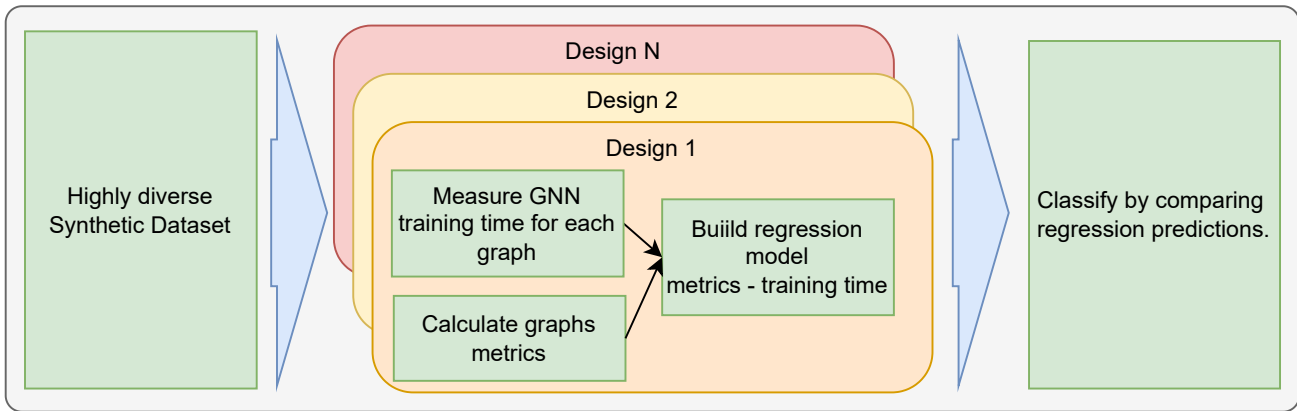 Highly diverse
Synthetic Dataset
Design N
Design 2
Design 1
Measure GNN
training time for each
graph
Calculate graphs
metrics
Buiild regression
model
metrics - training time
Classify by comparing
regression predictions.